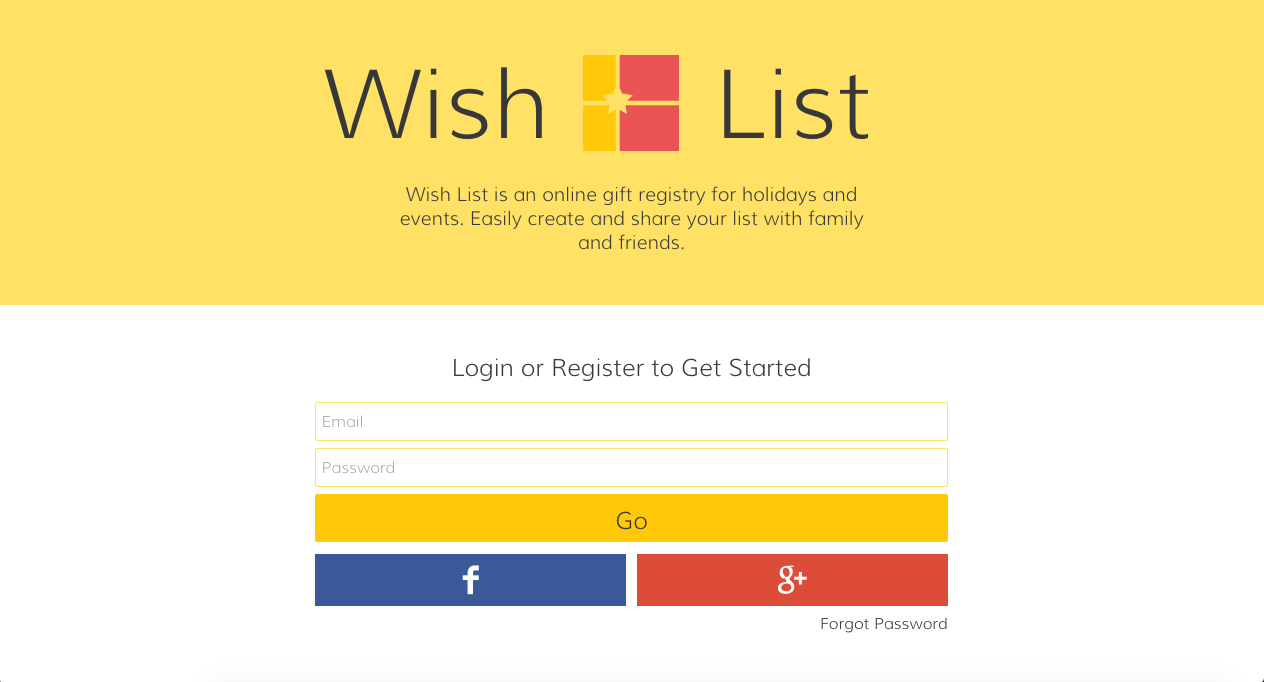 Wish List
Wish List is an online gift registry for holidays and
events. Easily create and share your list with family
and friends.
Login or Register to Get Started
Email
Password
Go
f g+
Forgot Password